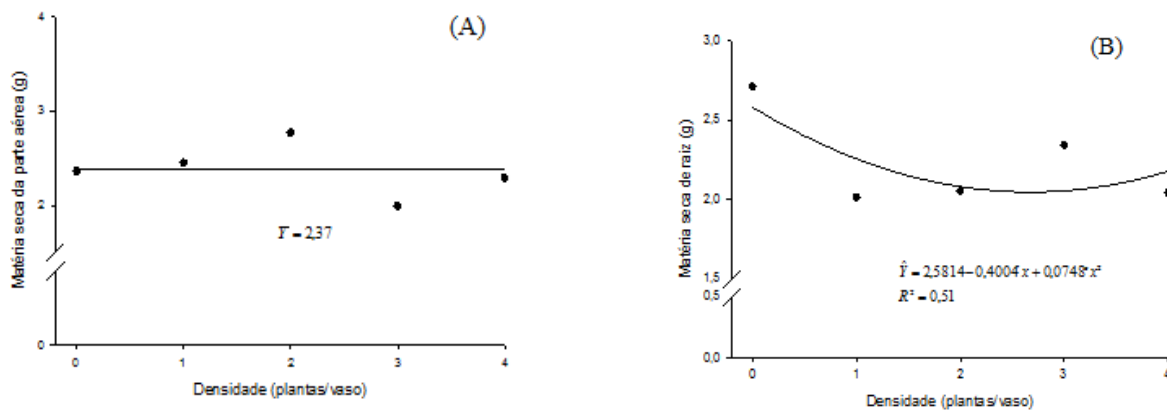 (A)
Matéria seca da parte aérea (g)
4
3
2
0
Y = 2,37
0 1 2 3 4
Densidade (plantas/vaso)
(B)
Matéria seca de raiz (g)
3,0
2,5
2,0
1,5
0,5
0,0
Ŷ = 2,5814 – 0,4004 x + 0,0748* x²
R² = 0,51
0 1 2 3 4
Densidade (plantas/vaso)